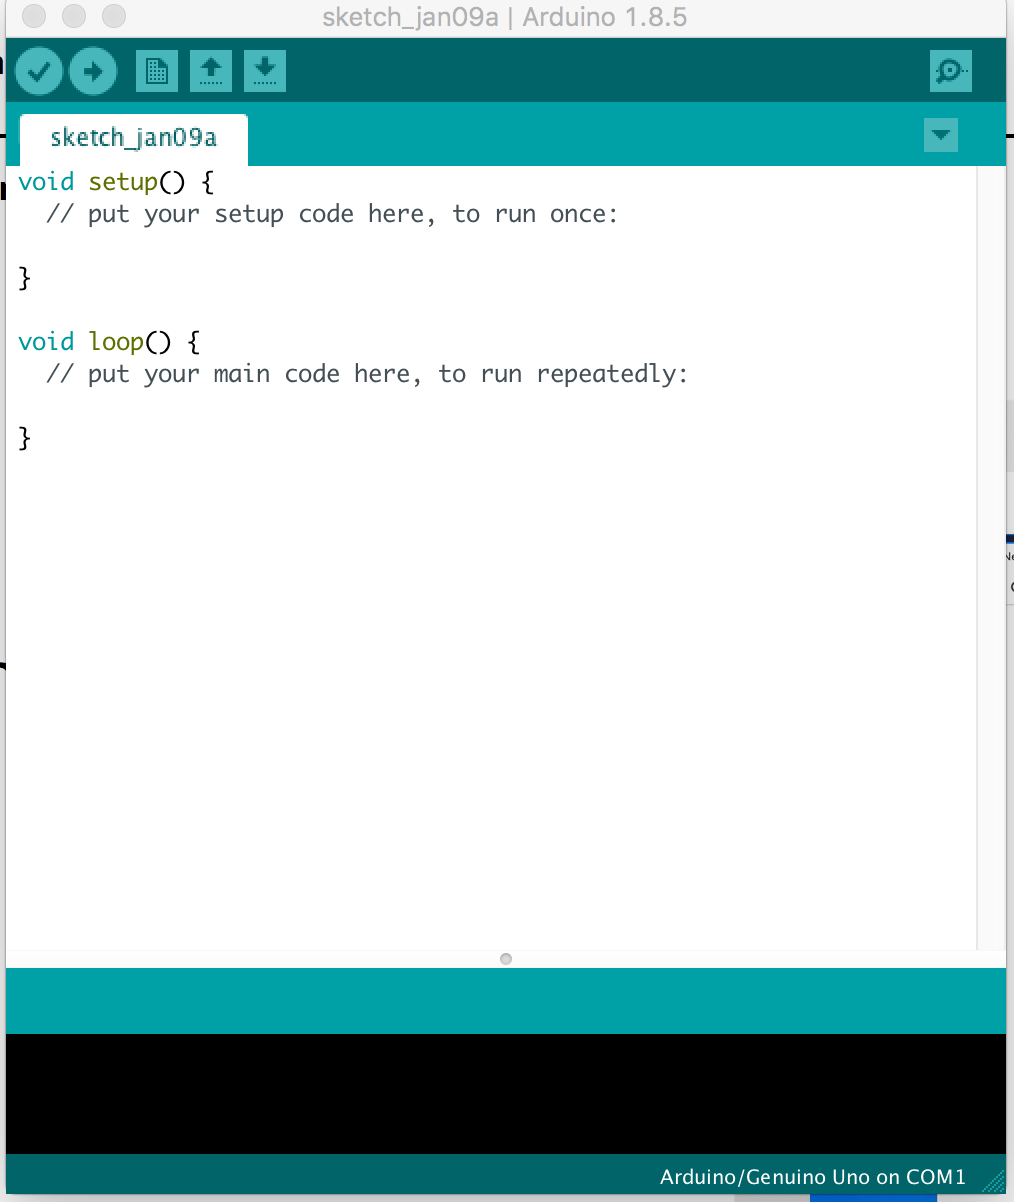 sketch_jan09a | Arduino 1.8.5
sketch_jan09a
void setup() {
  // put your setup code here, to run once:
}
void loop() {
  // put your main code here, to run repeatedly:
}
Arduino/Genuino Uno on COM1